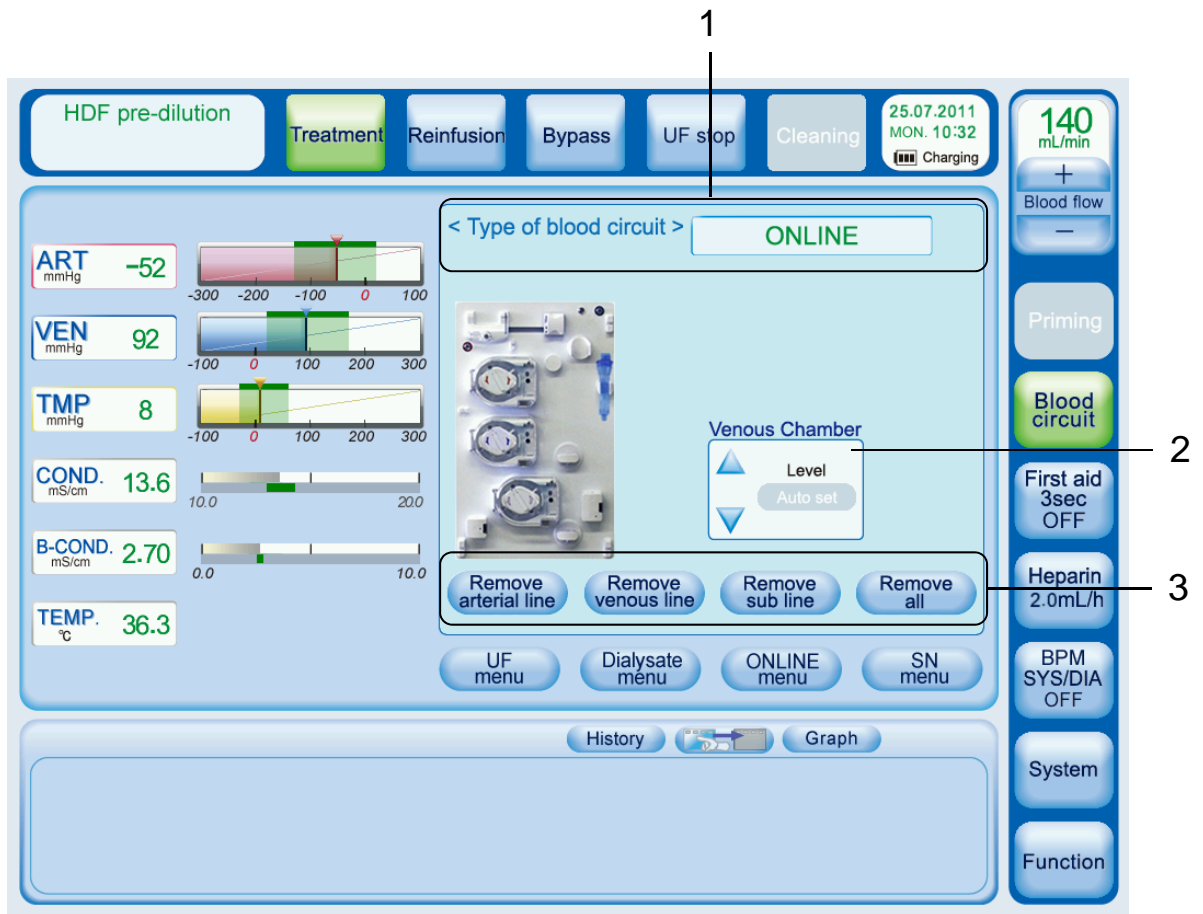 1
HDF pre-dilution
Treatment
Reinfusion
Bypass
UF stop
Cleaning
25.07.2011
MON. 10:32
Charging
140
mL/min
+
Blood flow
−
< Type of blood circuit > ONLINE
ART
mmHg
-52
-300 -200 -100 0 100
VEN
mmHg
92
-100 0 100 200 300
TMP
mmHg
8
-100 0 100 200 300
COND.
mS/cm
13.6
10.0 20.0
B-COND.
mS/cm
2.70
0.0 10.0
TEMP.
℃
36.3
Venous Chamber
Level
Auto set
2
Remove
arterial line
Remove
venous line
Remove
sub line
Remove
all
3
UF
menu
Dialysate
menu
ONLINE
menu
SN
menu
Priming
Blood
circuit
First aid
3sec
OFF
Heparin
2.0mL/h
BPM
SYS/DIA
OFF
System
Function
History
Graph